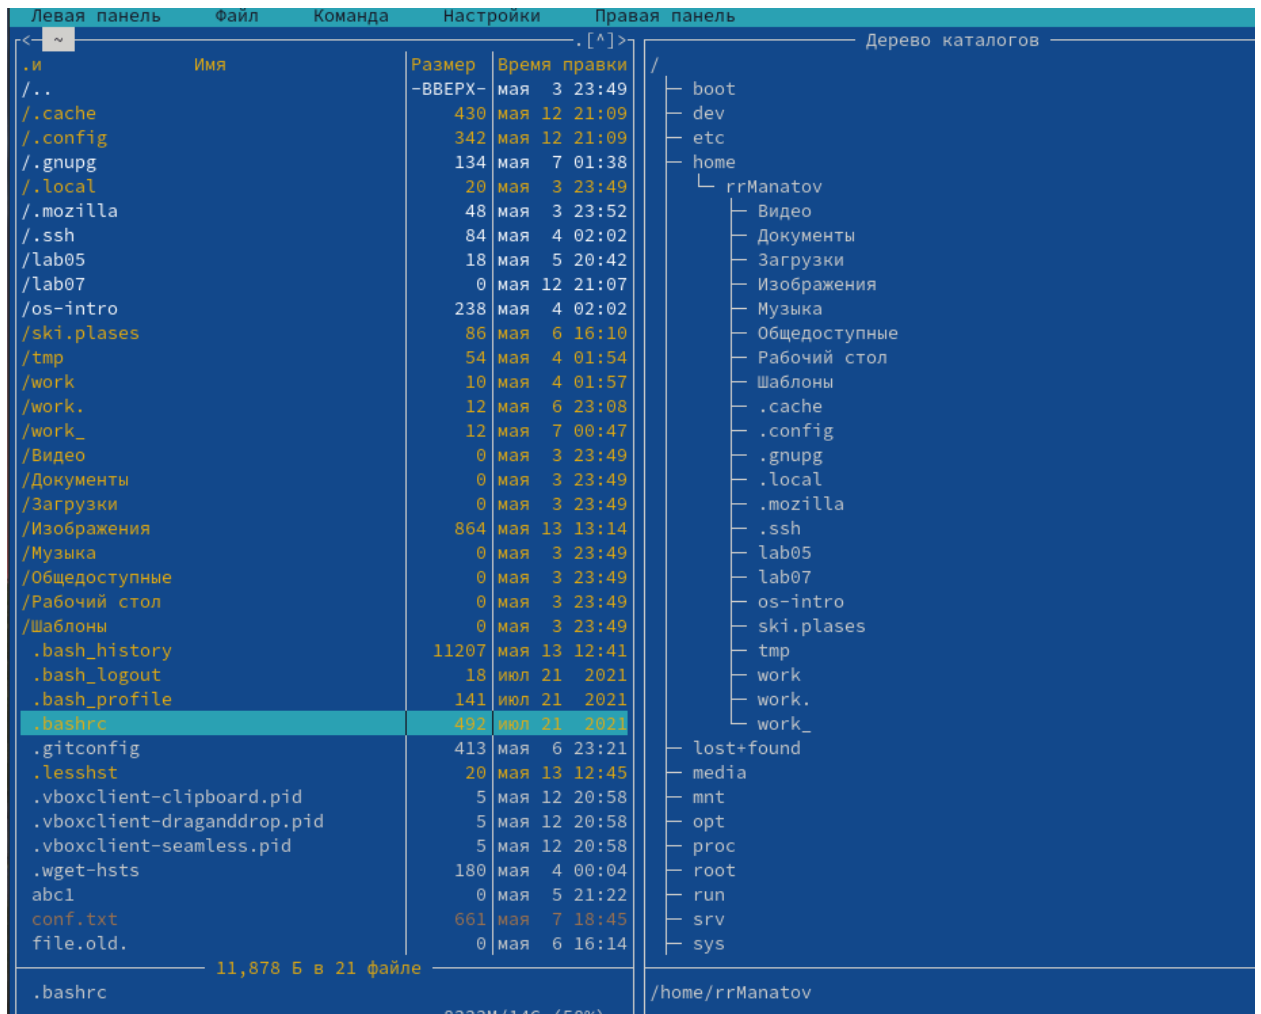 Левая панель Файл Команда Настройки Правая панель
<─ ~ .[^]> Дерево каталогов
.и Имя Размер Время правки /
/.. -ВВЕРХ- мая 3 23:49 boot
/.cache 430 мая 12 21:09 dev
/.config 342 мая 12 21:09 etc
/.gnupg 134 мая 7 01:38 home
/.local 20 мая 3 23:49 rrManatov
/.mozilla 48 мая 3 23:52 Видео
/.ssh 84 мая 4 02:02 Документы
/lab05 18 мая 5 20:42 Загрузки
/lab07 0 мая 12 21:07 Изображения
/os-intro 238 мая 4 02:02 Музыка
/ski.plases 86 мая 6 16:10 Общедоступные
/tmp 54 мая 4 01:54 Рабочий стол
/work 10 мая 4 01:57 Шаблоны
/work. 12 мая 6 23:08 .cache
/work_ 12 мая 7 00:47 .config
/Видео 0 мая 3 23:49 .gnupg
/Документы 0 мая 3 23:49 .local
/Загрузки 0 мая 3 23:49 .mozilla
/Изображения 864 мая 13 13:14 .ssh
/Музыка 0 мая 3 23:49 lab05
/Общедоступные 0 мая 3 23:49 lab07
/Рабочий стол 0 мая 3 23:49 os-intro
/Шаблоны 0 мая 3 23:49 ski.plases
.bash_history 11207 мая 13 12:41 tmp
.bash_logout 18 июл 21 2021 work
.bash_profile 141 июл 21 2021 work.
.bashrc 492 июл 21 2021 work_
.gitconfig 413 мая 6 23:21 lost+found
.lesshst 20 мая 13 12:45 media
.vboxclient-clipboard.pid 5 мая 12 20:58 mnt
.vboxclient-draganddrop.pid 5 мая 12 20:58 opt
.vboxclient-seamless.pid 5 мая 12 20:58 proc
.wget-hsts 180 мая 4 00:04 root
abc1 0 мая 5 21:22 run
conf.txt 661 мая 7 18:45 srv
file.old. 0 мая 6 16:14 sys
11,878 Б в 21 файле
.bashrc /home/rrManatov